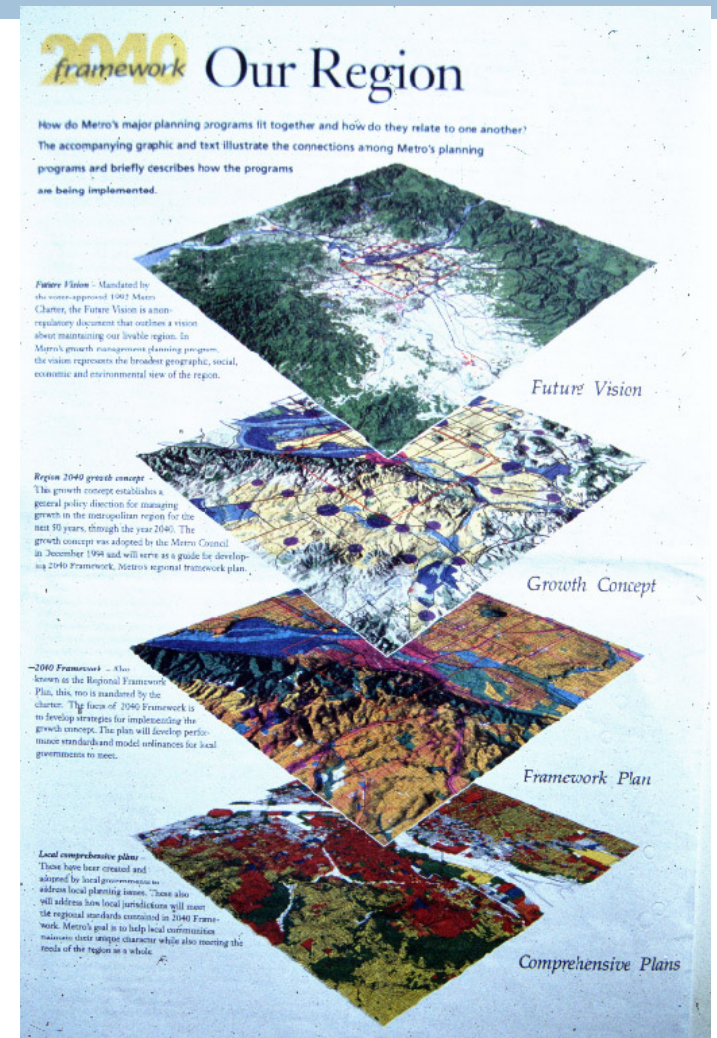 2040
framework Our Region
How do Metro's major planning programs fit together and how do they relate to one another?
The accompanying graphic and text illustrate the connections among Metro's planning
programs and briefly describes how the programs
are being implemented.
Future Vision - Mandated by
the voter-approved 1992 Metro
Charter, the Future Vision is a non-
regulatory document that outlines a vision
about maintaining our livable region. In
Metro's growth management planning program,
the vision represents the broadest geographic, social,
economic and environmental view of the region.
Future Vision
Region 2040 growth concept -
This growth concept establishes a
general policy direction for managing
growth in the metropolitan region for the
next 50 years, through the year 2040. The
growth concept was adopted by the Metro Council
in December 1994 and will serve as a guide for develop-
ing 2040 Framework, Metro's regional framework plan.
Growth Concept
2040 Framework - Also
known as the Regional Framework
Plan, this, too is mandated by the
charter. The focus of 2040 Framework is
to develop strategies for implementing the
growth concept. The plan will develop perfor-
mance standards and model ordinances for local
governments to meet.
Framework Plan
Local comprehensive plans -
These have been created and
adopted by local governments to
address local planning issues. These also
will address how local jurisdictions will meet
the regional standards contained in 2040 Frame-
work. Metro's goal is to help local communities
maintain their unique character while also meeting the
needs of the region as a whole.
Comprehensive Plans